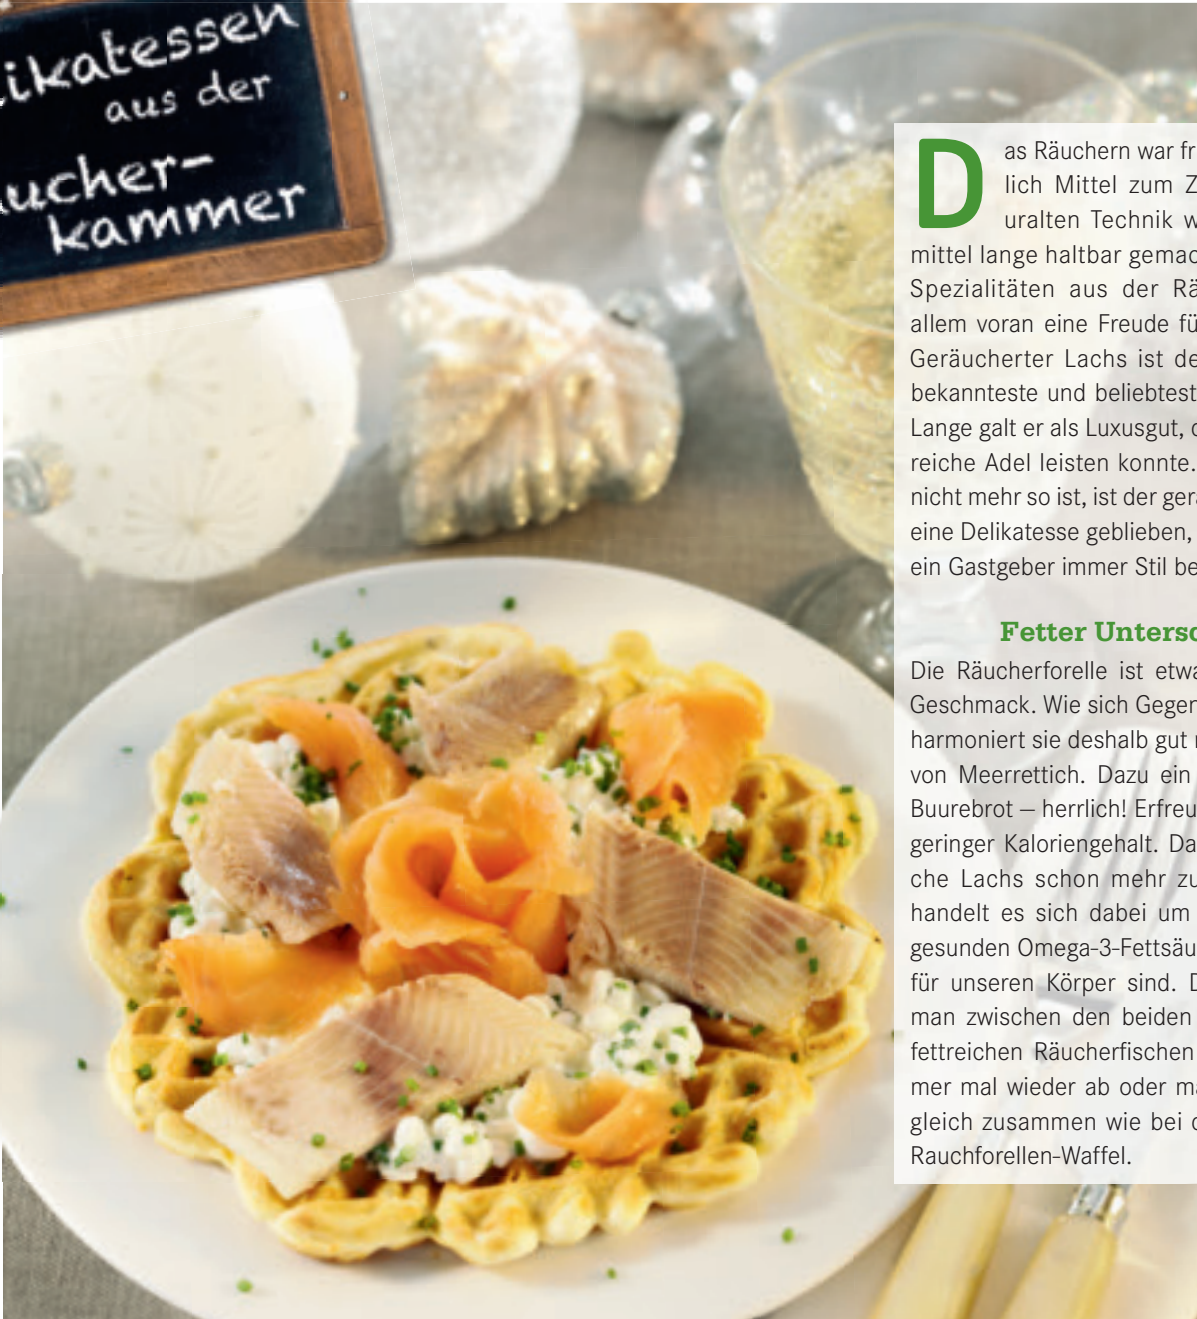 ikatessen
aus der
ucher-
kammer
Das Räuchern war fr
lich Mittel zum Z
uralten Technik w
mittel lange haltbar gemac
Spezialitäten aus der Rä
allem voran eine Freude fü
Geräucherter Lachs ist de
bekannteste und beliebtest
Lange galt er als Luxusgut, d
reiche Adel leisten konnte.
nicht mehr so ist, ist der gerä
eine Delikatesse geblieben,
ein Gastgeber immer Stil be
Fetter Untersc
Die Räucherforelle ist etwa
Geschmack. Wie sich Gegen
harmoniert sie deshalb gut m
von Meerrettich. Dazu ein
Buurebrot – herrlich! Erfreu
geringer Kaloriengehalt. Da
che Lachs schon mehr zu
handelt es sich dabei um
gesunden Omega-3-Fettsäu
für unseren Körper sind. D
man zwischen den beiden
fettreichen Räucherfischen
mer mal wieder ab oder ma
gleich zusammen wie bei d
Rauchforellen-Waffel.